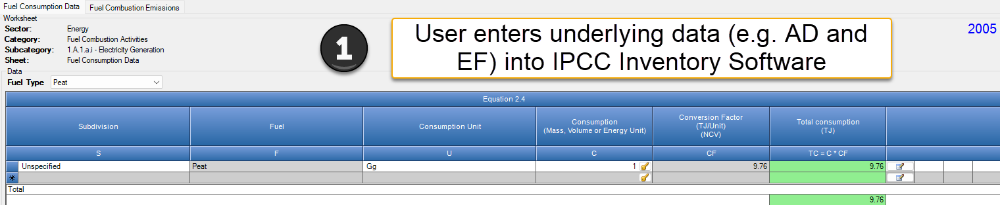 Fuel Consumption Data Fuel Combustion Emissions
Worksheet
Sector: Energy
Category: Fuel Combustion Activities
Subcategory: 1.A.1.a.i - Electricity Generation
Sheet: Fuel Consumption Data
1
User enters underlying data (e.g. AD and
EF) into IPCC Inventory Software
2005
Data
Fuel Type Peat
Equation 2.4
Subdivision Fuel Consumption Unit Consumption
(Mass, Volume or Energy Unit) Conversion Factor
(TJ/Unit)
(NCV) Total consumption
(TJ)
S F U C CF TC = C * CF
Unspecified Peat Gg 1 9.76 9.76
*
Total
9.76